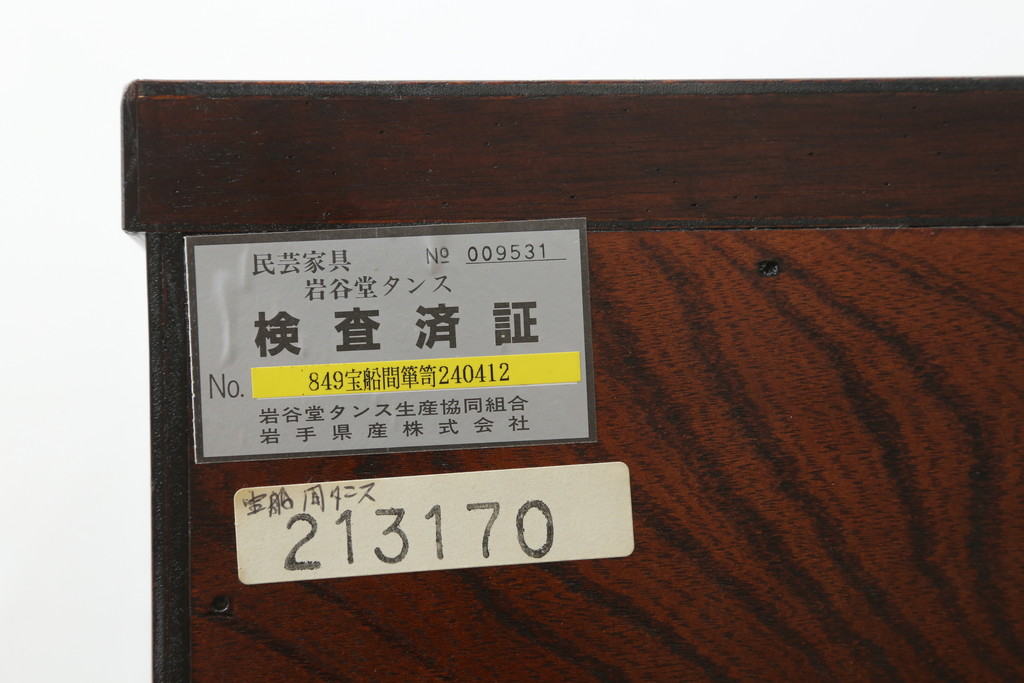 民芸家具 № 009531
岩谷堂タンス
検査済証
No. 849宝船間箪笥240412
岩谷堂タンス生産協同組合
岩手県産株式会社
宝船 間タンス
213170